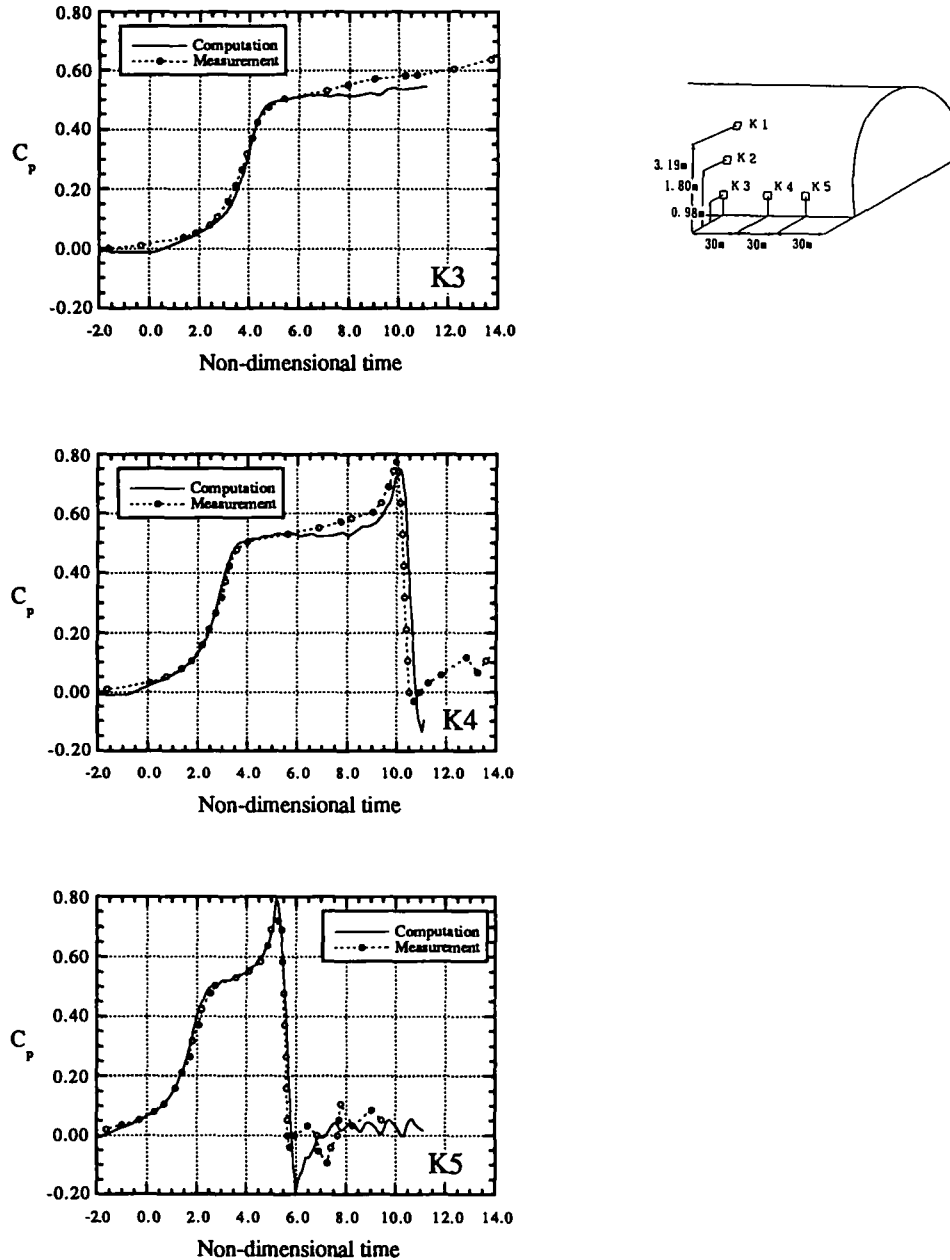 0.80
0.60
0.40
0.20
0.00
-0.20
C_p
Computation
Measurement
K3
-2.0 0.0 2.0 4.0 6.0 8.0 10.0 12.0 14.0
Non-dimensional time
K 1
K 2
K 3 K 4 K 5
3.19m
1.80m
0.98m
30m 30m 30m
0.80
0.60
0.40
0.20
0.00
-0.20
C_p
Computation
Measurement
K4
-2.0 0.0 2.0 4.0 6.0 8.0 10.0 12.0 14.0
Non-dimensional time
0.80
0.60
0.40
0.20
0.00
-0.20
C_p
Computation
Measurement
K5
-2.0 0.0 2.0 4.0 6.0 8.0 10.0 12.0 14.0
Non-dimensional time